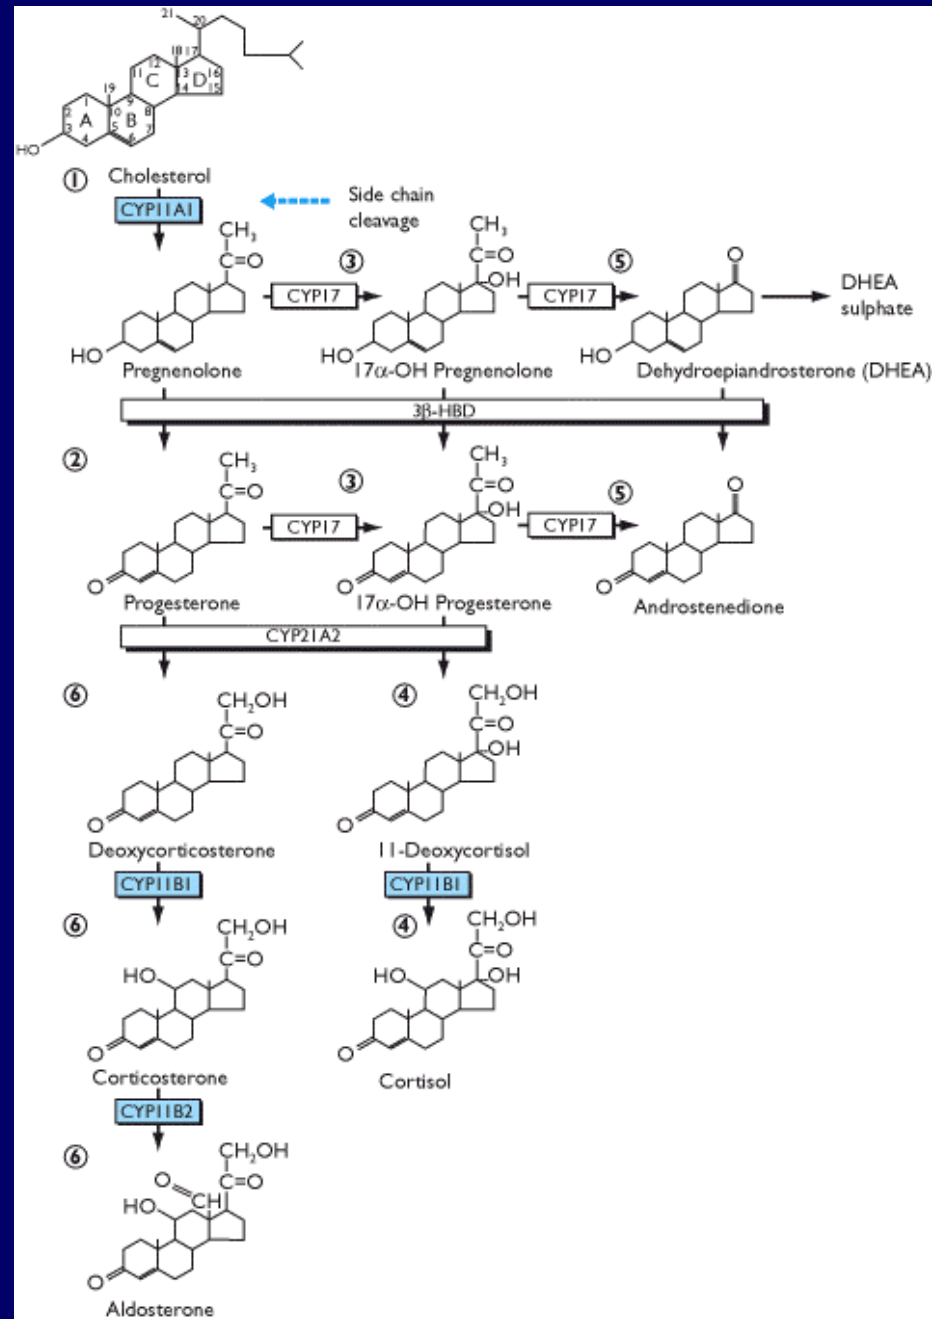 21
20
18
17
12
11
C
13
D
16
14
15
19
1
9
2
10
8
A
B
3
5
7
4
6
HO
① Cholesterol
CYP11A1
Side chain
cleavage
CH3
C=O
HO
Pregnenolone
③
CYP17
CH3
C=O
OH
HO
17α-OH Pregnenolone
⑤
CYP17
O
HO
Dehydroepiandrosterone (DHEA)
DHEA
sulphate
3β-HBD
②
CH3
C=O
O
Progesterone
③
CYP17
CH3
C=O
OH
O
17α-OH Progesterone
⑤
CYP17
O
O
Androstenedione
CYP21A2
⑥
CH2OH
C=O
O
Deoxycorticosterone
④
CH2OH
C=O
OH
O
11-Deoxycortisol
CYP11B1
CYP11B1
⑥
CH2OH
C=O
HO
O
Corticosterone
④
CH2OH
C=O
HO
OH
O
Cortisol
CYP11B2
⑥
CH2OH
O
C=O
CH
HO
O
Aldosterone